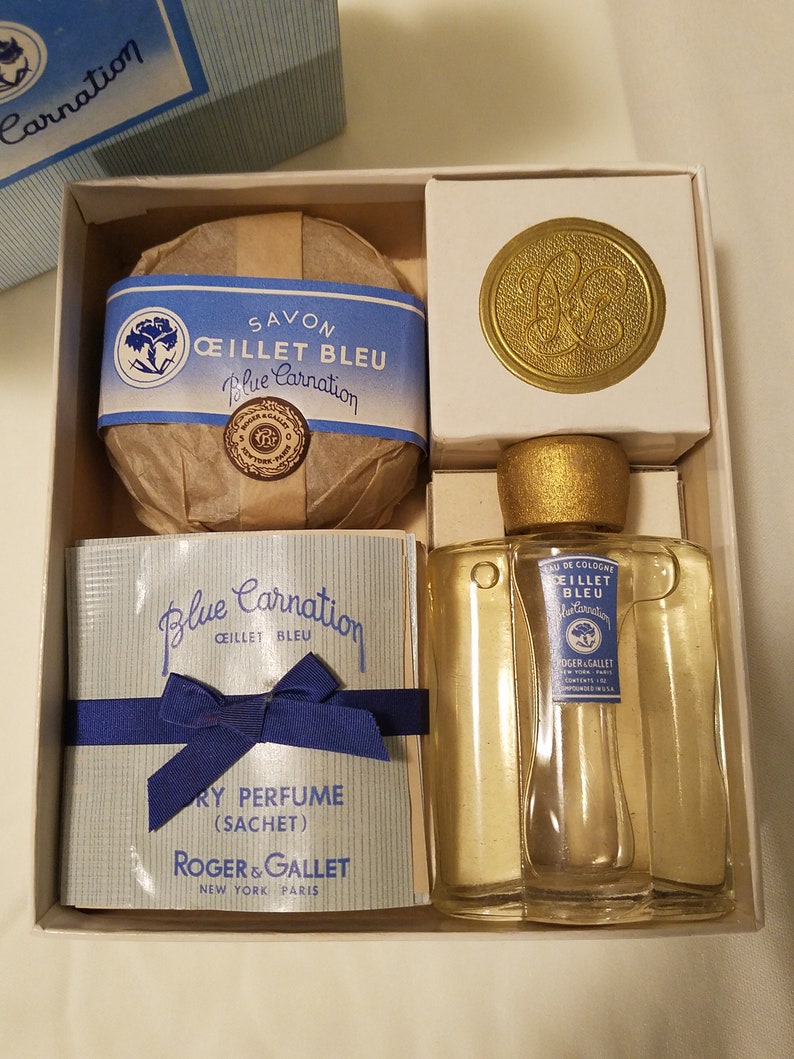 Carnation
SAVON
ŒILLET BLEU
Blue Carnation
ROGER & GALLET
S O
NEW YORK - PARIS
R&G
Blue Carnation
ŒILLET BLEU
DRY PERFUME
(SACHET)
ROGER & GALLET
NEW YORK PARIS
EAU DE COLOGNE
ŒILLET
BLEU
Blue Carnation
ROGER & GALLET
NEW YORK - PARIS
CONTENTS 1 OZ
COMPOUNDED IN U.S.A.